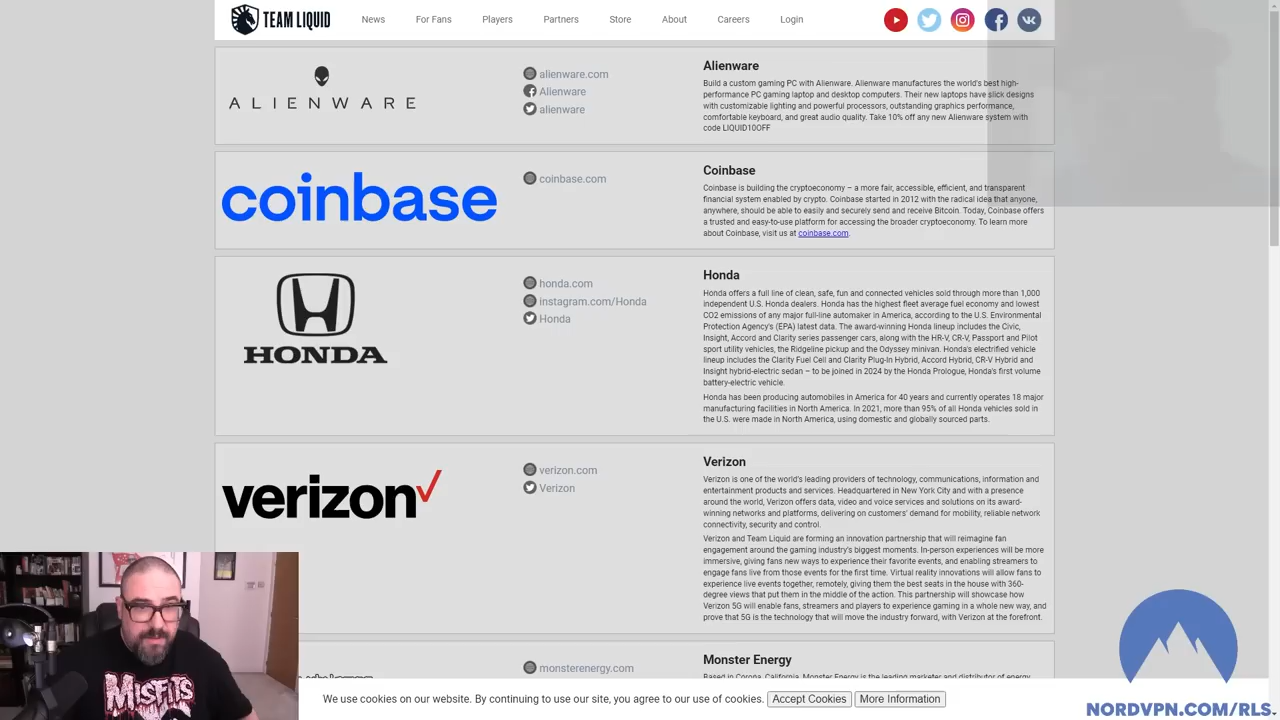 TEAM LIQUID
News
For Fans
Players
Partners
Store
About
Careers
Login
ALIENWARE
alienware.com
Alienware
alienware
Alienware
Build a custom gaming PC with Alienware. Alienware manufactures the world's best high-
performance PC gaming laptop and desktop computers. Their new laptops have slick designs
with customizable lighting and powerful processors, outstanding graphics performance,
comfortable keyboard, and great audio quality. Take 10% off any new Alienware system with
code LIQUID10OFF
coinbase
coinbase.com
Coinbase
Coinbase is building the cryptoeconomy – a more fair, accessible, efficient, and transparent
financial system enabled by crypto. Coinbase started in 2012 with the radical idea that anyone,
anywhere, should be able to easily and securely send and receive Bitcoin. Today, Coinbase offers
a trusted and easy-to-use platform for accessing the broader cryptoeconomy. To learn more
about Coinbase, visit us at coinbase.com.
HONDA
honda.com
instagram.com/Honda
Honda
Honda
Honda offers a full line of clean, safe, fun and connected vehicles sold through more than 1,000
independent U.S. Honda dealers. Honda has the highest fleet average fuel economy and lowest
CO2 emissions of any major full-line automaker in America, according to the U.S. Environmental
Protection Agency's (EPA) latest data. The award-winning Honda lineup includes the Civic,
Insight, Accord and Clarity series passenger cars, along with the HR-V, CR-V, Passport and Pilot
sport utility vehicles, the Ridgeline pickup and the Odyssey minivan. Honda's electrified vehicle
lineup includes the Clarity Fuel Cell and Clarity Plug-In Hybrid, Accord Hybrid, CR-V Hybrid and
Insight hybrid-electric sedan – to be joined in 2024 by the Honda Prologue, Honda's first volume
battery-electric vehicle.
Honda has been producing automobiles in America for 40 years and currently operates 18 major
manufacturing facilities in North America. In 2021, more than 95% of all Honda vehicles sold in
the U.S. were made in North America, using domestic and globally sourced parts.
verizon
verizon.com
Verizon
Verizon
Verizon is one of the world's leading providers of technology, communications, information and
entertainment products and services. Headquartered in New York City and with a presence
around the world, Verizon offers data, video and voice services and solutions on its award-
winning networks and platforms, delivering on customers' demand for mobility, reliable network
connectivity, security and control.
Verizon and Team Liquid are forming an innovation partnership that will reimagine fan
engagement around the gaming industry's biggest moments. In-person experiences will be more
immersive, giving fans new ways to experience their favorite events, and enabling streamers to
engage fans live from those events for the first time. Virtual reality innovations will allow fans to
experience live events together, remotely, giving them the best seats in the house with 360-
degree views that put them in the middle of the action. This partnership will showcase how
Verizon 5G will enable fans, streamers and players to experience gaming in a whole new way, and
prove that 5G is the technology that will move the industry forward, with Verizon at the forefront.
monsterenergy.com
Monster Energy
Based in Corona, California, Monster Energy is the leading marketer and distributor of energy
MISFITS
We use cookies on our website. By continuing to use our site, you agree to our use of cookies.
Accept Cookies
More Information
NORDVPN.COM/RLS